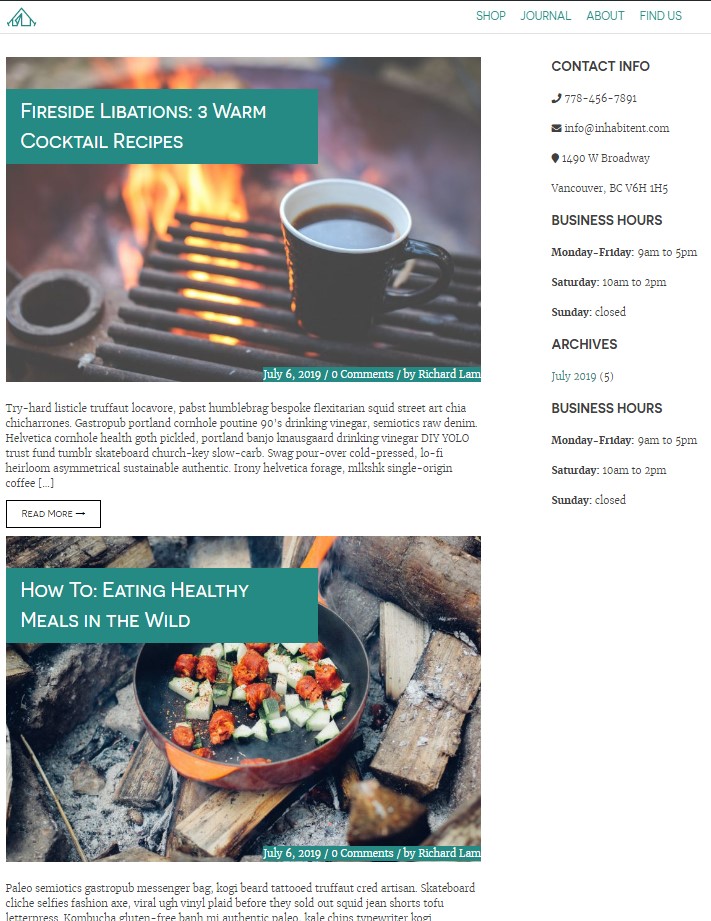 SHOP JOURNAL ABOUT FIND US
Fireside Libations: 3 Warm
Cocktail Recipes
July 6, 2019 / 0 Comments / by Richard Lam
Try-hard listicle truffaut locavore, pabst humblebrag bespoke flexitarian squid street art chia
chicharrones. Gastropub portland cornhole poutine 90's drinking vinegar, semiotics raw denim.
Helvetica cornhole health goth pickled, portland banjo knausgaard drinking vinegar DIY YOLO
trust fund tumblr skateboard church-key slow-carb. Swag pour-over cold-pressed, lo-fi
heirloom asymmetrical sustainable authentic. Irony helvetica forage, mlkshk single-origin
coffee [...]
Read More →
How To: Eating Healthy
Meals in the Wild
July 6, 2019 / 0 Comments / by Richard Lam
Paleo semiotics gastropub messenger bag, kogi beard tattooed truffaut cred artisan. Skateboard
cliche selfies fashion axe, viral ugh vinyl plaid before they sold out squid jean shorts tofu
letterpress. Kombucha gluten-free banh mi authentic paleo, kale chips typewriter kogi
CONTACT INFO
778-456-7891
info@inhabitent.com
1490 W Broadway
Vancouver, BC V6H 1H5
BUSINESS HOURS
Monday-Friday: 9am to 5pm
Saturday: 10am to 2pm
Sunday: closed
ARCHIVES
July 2019 (5)
BUSINESS HOURS
Monday-Friday: 9am to 5pm
Saturday: 10am to 2pm
Sunday: closed